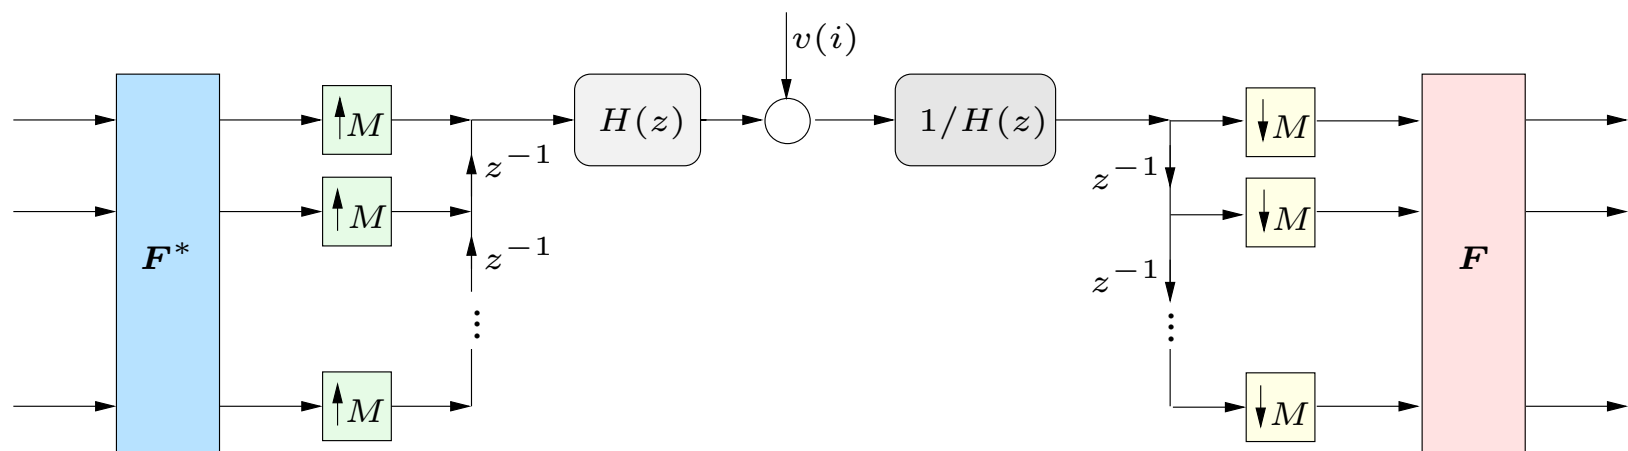 v(i)
↑M H(z) 1/H(z) ↓M
z⁻¹ z⁻¹
↑M ↓M
F* z⁻¹ z⁻¹ F
⋮ ⋮
↑M ↓M